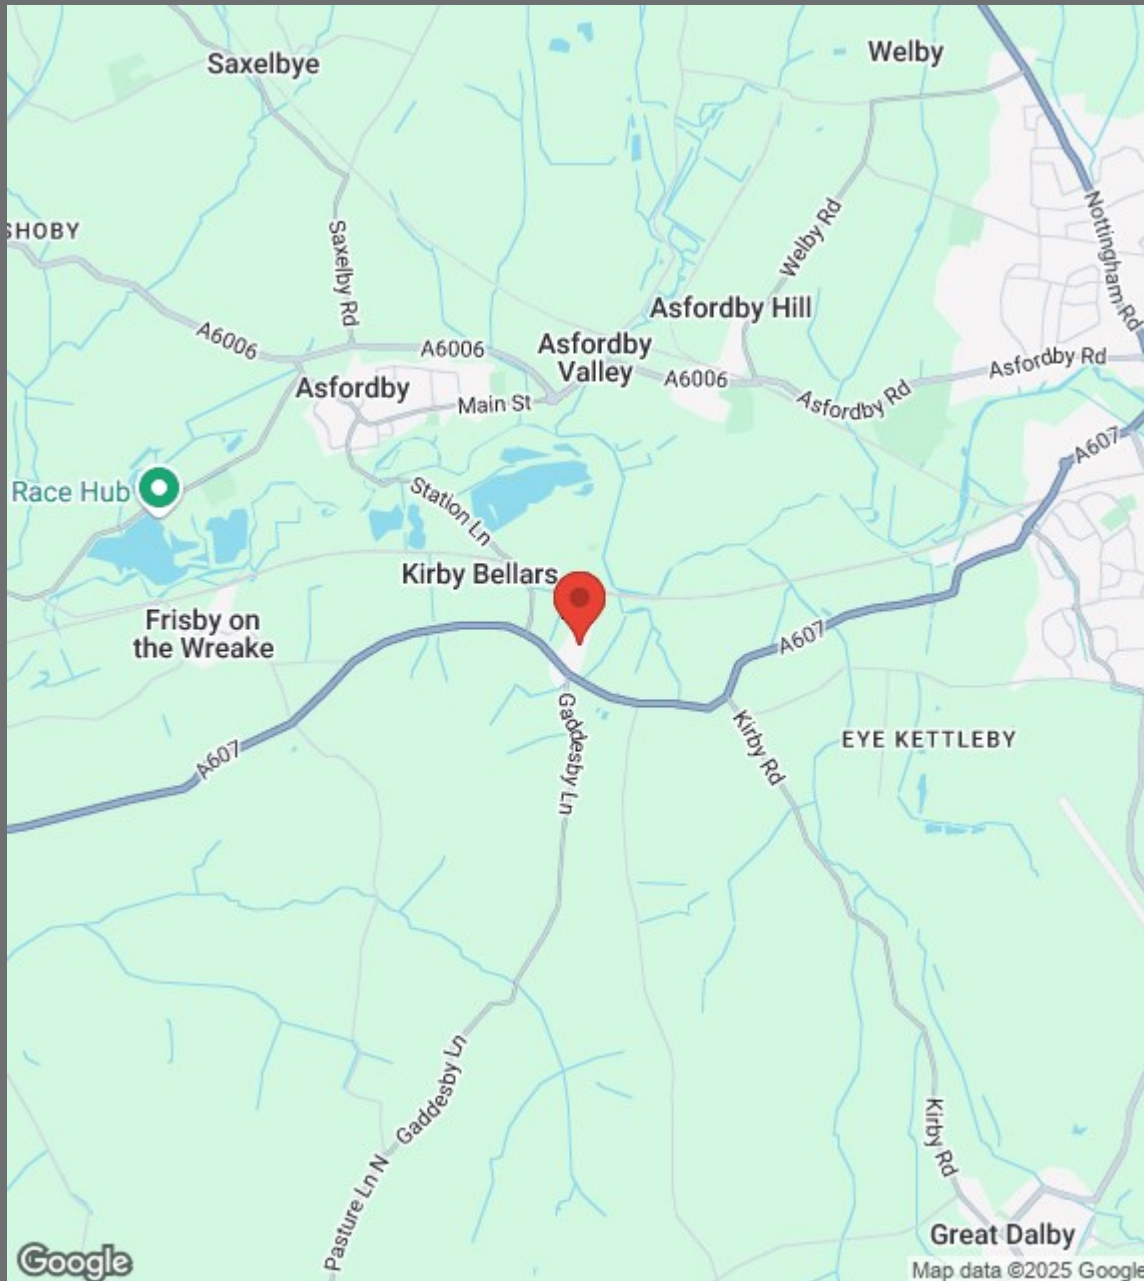 Saxelbye
Welby
SHOBY
Saxelby Rd
Welby Rd
Nottingham Rd
Asfordby Hill
A6006
A6006
Asfordby
Valley
A6006
Asfordby Rd
Asfordby Rd
Asfordby
Main St
A607
Race Hub
Station Ln
Kirby Bellars
Frisby on
the Wreake
A607
A607
Gaddesby Ln
Kirby Rd
EYE KETTLEBY
Gaddesby Ln
Kirby Rd
Pasture Ln N
Great Dalby
Google
Map data ©2025 Google